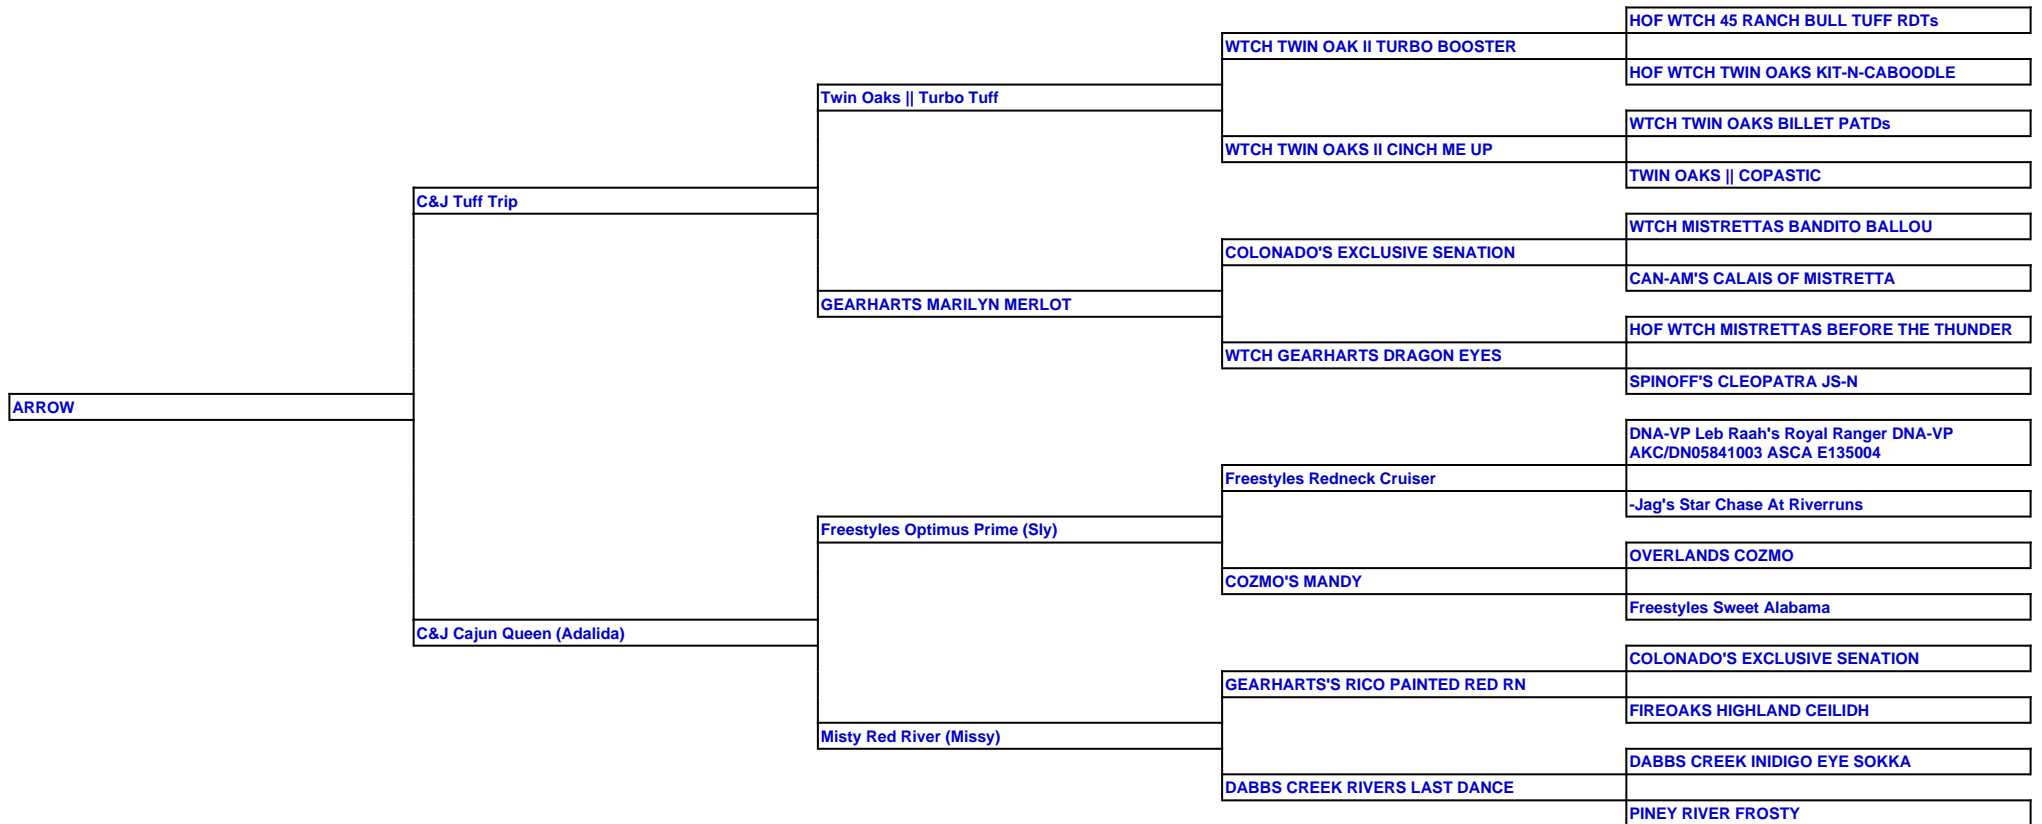 HOF WTCH 45 RANCH BULL TUFF RDTs
WTCH TWIN OAK II TURBO BOOSTER
HOF WTCH TWIN OAKS KIT-N-CABOODLE
Twin Oaks || Turbo Tuff
WTCH TWIN OAKS BILLET PATDs
WTCH TWIN OAKS II CINCH ME UP
TWIN OAKS || COPASTIC
C&J Tuff Trip
WTCH MISTRETTAS BANDITO BALLOU
COLONADO'S EXCLUSIVE SENATION
CAN-AM'S CALAIS OF MISTRETTA
GEARHARTS MARILYN MERLOT
HOF WTCH MISTRETTAS BEFORE THE THUNDER
WTCH GEARHARTS DRAGON EYES
SPINOFF'S CLEOPATRA JS-N
ARROW
DNA-VP Leb Raah's Royal Ranger DNA-VP
AKC/DN05841003 ASCA E135004
Freestyles Redneck Cruiser
-Jag's Star Chase At Riverruns
Freestyles Optimus Prime (Sly)
OVERLANDS COZMO
COZMO'S MANDY
Freestyles Sweet Alabama
C&J Cajun Queen (Adalida)
COLONADO'S EXCLUSIVE SENATION
GEARHARTS'S RICO PAINTED RED RN
FIREOAKS HIGHLAND CEILIDH
Misty Red River (Missy)
DABBS CREEK INIDIGO EYE SOKKA
DABBS CREEK RIVERS LAST DANCE
PINEY RIVER FROSTY